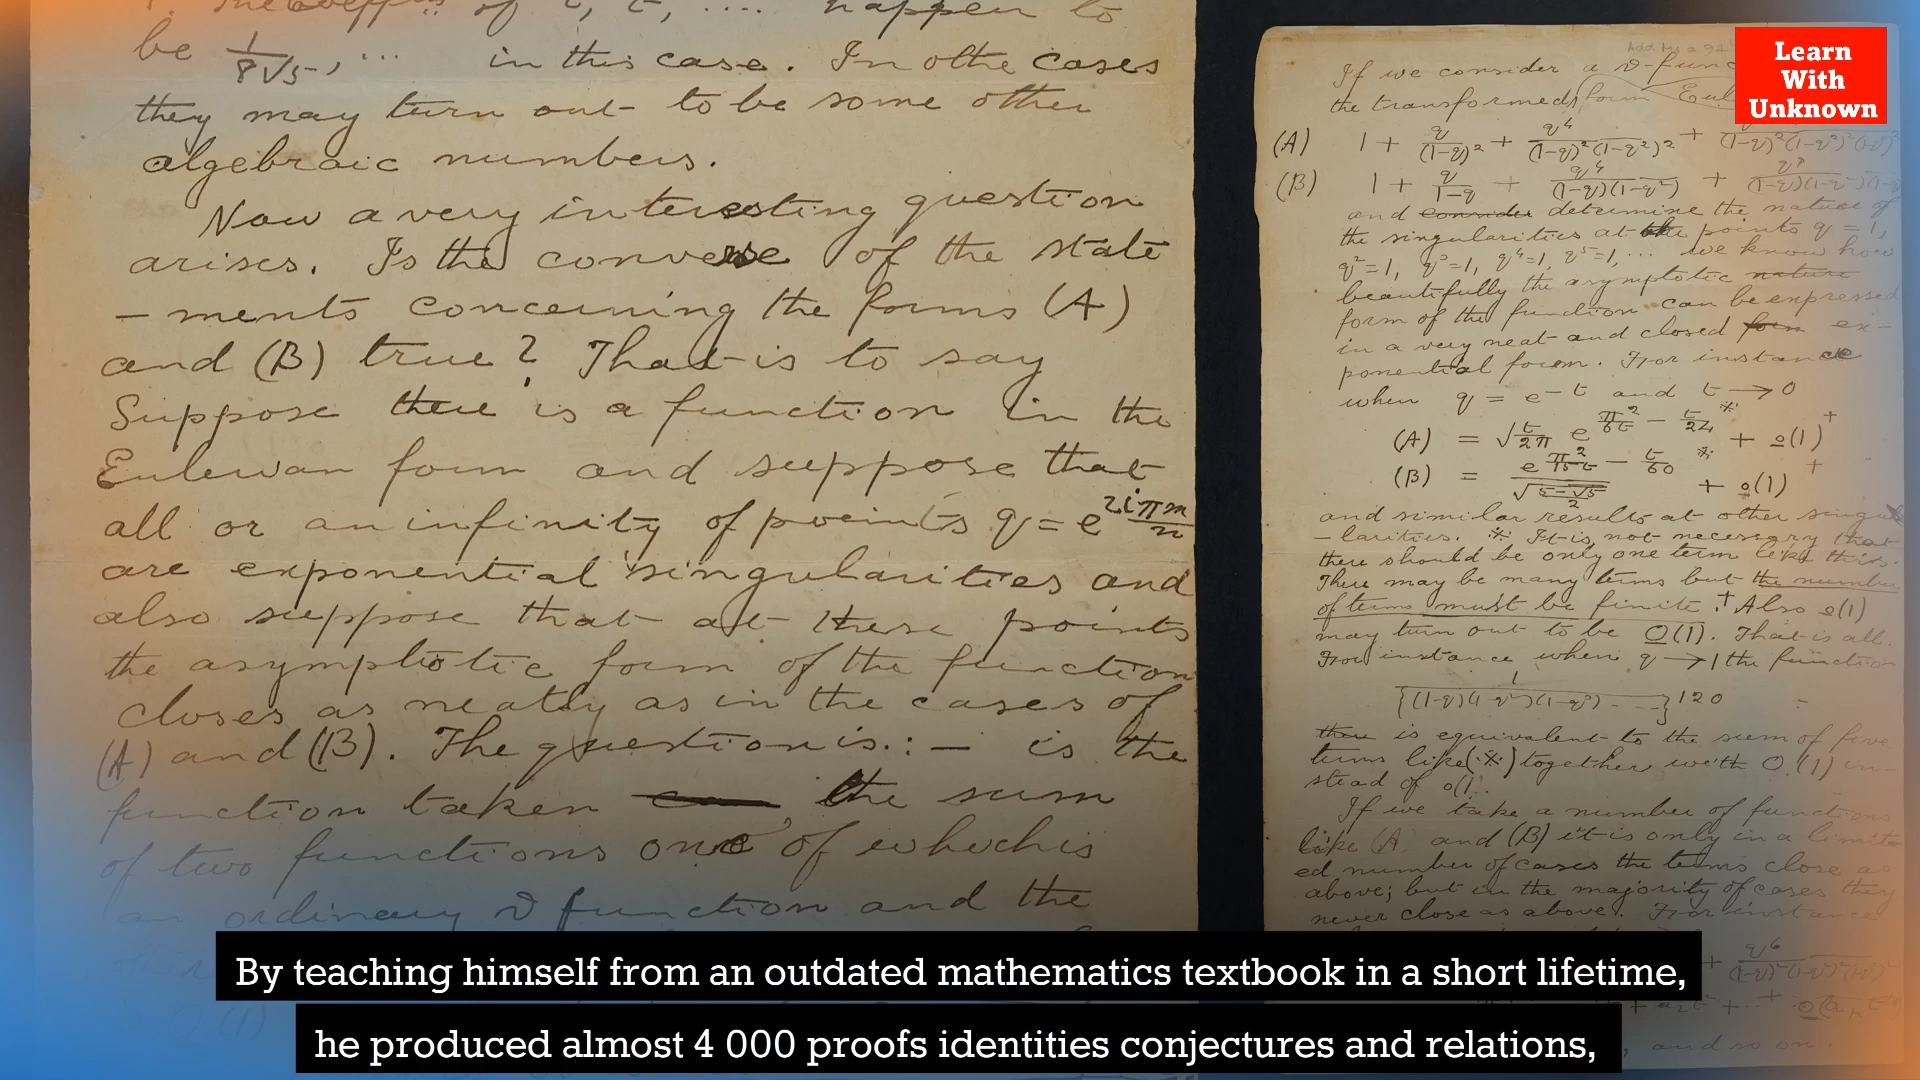 be 1/8√5, ... in this case. In othe cases
they may turn out to be some other
algebraic numbers.
Now a very interesting question
arises. Is the converse of the state
- ments concerning the forms (A)
and (B) true? That is to say
Suppose there is a function in the
Eulerian form and suppose that
all or an infinity of points q = e^{2iπm/n}
are exponential singularities and
also suppose that at these points
the asymptotic form of the function
closes as neatly as in the cases of
(A) and (B). The question is: — is the
function taken the sum
of two functions one of which is
an ordinary ϑ function and the
If we consider a ϑ-func
the transformed form Eul
(A) 1 + q/(1-q)² + q⁴/(1-q)²(1-q²)² +
(B) 1 + q/1-q + q⁴/(1-q)(1-q²) +
and consider determine the nature of
the singularities at the points q = 1,
q²=1, q³=1, q⁴=1, q⁵=1, ... we know how
beautifully the asymptotic nature
form of the function can be expressed
in a very neat and closed form ex-
ponential form. For instance
when q = e^{-t} and t → 0
(A) = √t/2π e^{π²/6t - t/24} + o(1)
(B) = e^{π²/15t - t/60} / √5-√5/2 + o(1)
and similar results at other singu
- larities. It is not necessary that
there should be only one term like this.
There may be many terms but the number
of terms must be finite. Also o(1)
may turn out to be O(1). That is all.
For instance when q → 1 the function
1/{(1-q)(1-q²)(1-q³)....}120
is equivalent to the sum of five
terms like (*) together with O(1) in-
stead of o(1).
If we take a number of functions
like (A) and (B) it is only in a limit
ed number of cases the terms close as
above; but in the majority of cases they
never close as above. For instance
and so on.
Learn
With
Unknown
By teaching himself from an outdated mathematics textbook in a short lifetime,
he produced almost 4 000 proofs identities conjectures and relations,